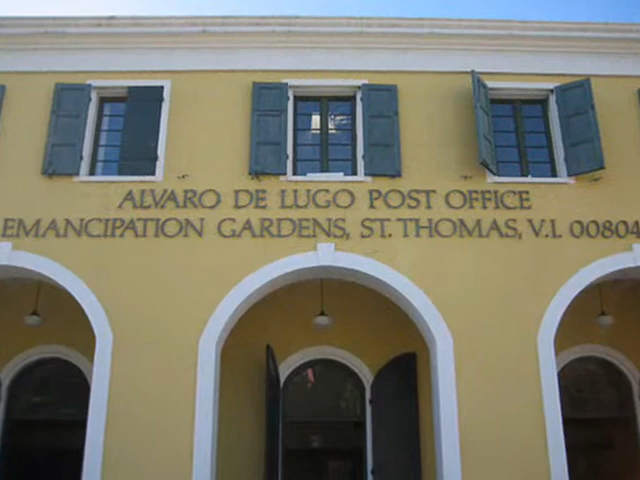 ALVARO DE LUGO POST OFFICE
EMANCIPATION GARDENS, ST. THOMAS, V.I. 00804